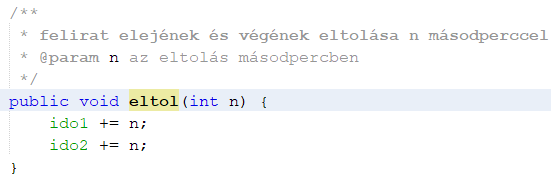 /**
 * felirat elejének és végének eltolása n másodperccel
 * @param n az eltolás másodpercben
 */
public void eltol(int n) {
    ido1 += n;
    ido2 += n;
}